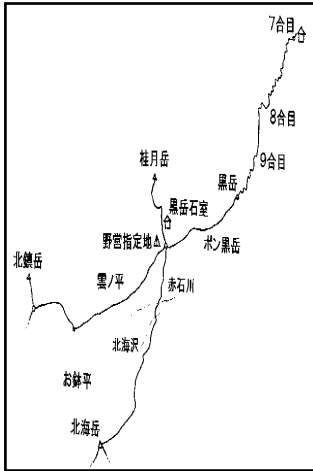 7合目
8合目
9合目
桂月岳
黒岳
黒岳石室
野営指定地
ポン黒岳
北鎮岳
雲ノ平
赤石川
北海沢
お鉢平
北海岳